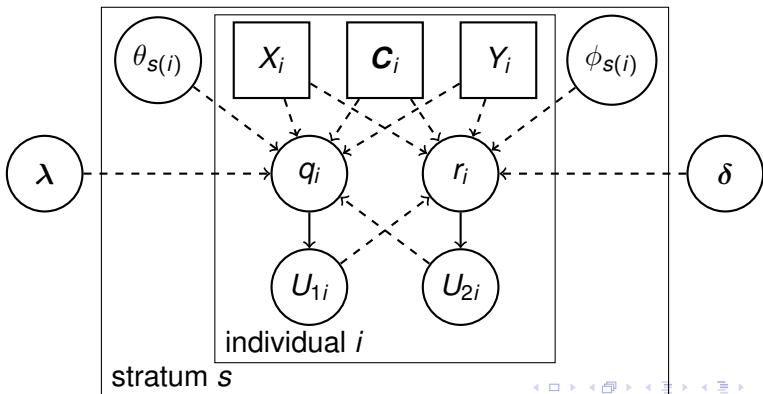 θs(i) Xi Ci Yi ϕs(i)
λ qi ri δ
U1i U2i
individual i
stratum s